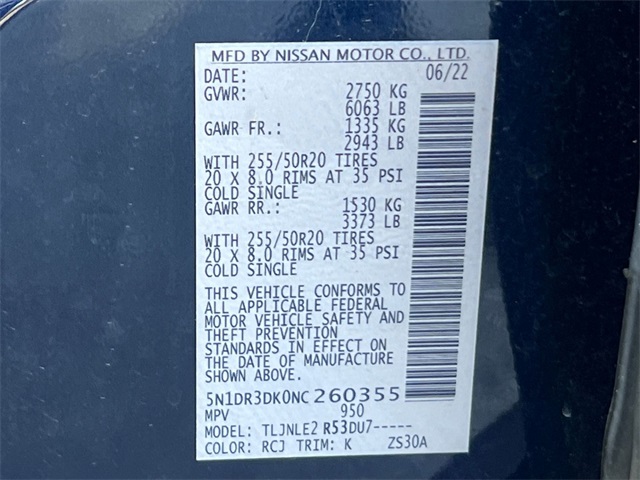 MFD BY NISSAN MOTOR CO., LTD.
DATE: 06/22
GVWR: 2750 KG
6063 LB
GAWR FR.: 1335 KG
2943 LB
WITH 255/50R20 TIRES
20 X 8.0 RIMS AT 35 PSI
COLD SINGLE
GAWR RR.: 1530 KG
3373 LB
WITH 255/50R20 TIRES
20 X 8.0 RIMS AT 35 PSI
COLD SINGLE
THIS VEHICLE CONFORMS TO
ALL APPLICABLE FEDERAL
MOTOR VEHICLE SAFETY AND
THEFT PREVENTION
STANDARDS IN EFFECT ON
THE DATE OF MANUFACTURE
SHOWN ABOVE.
5N1DR3DK0NC260355
MPV 950
MODEL: TLJNLE2 R53DU7-----
COLOR: RCJ TRIM: K ZS30A